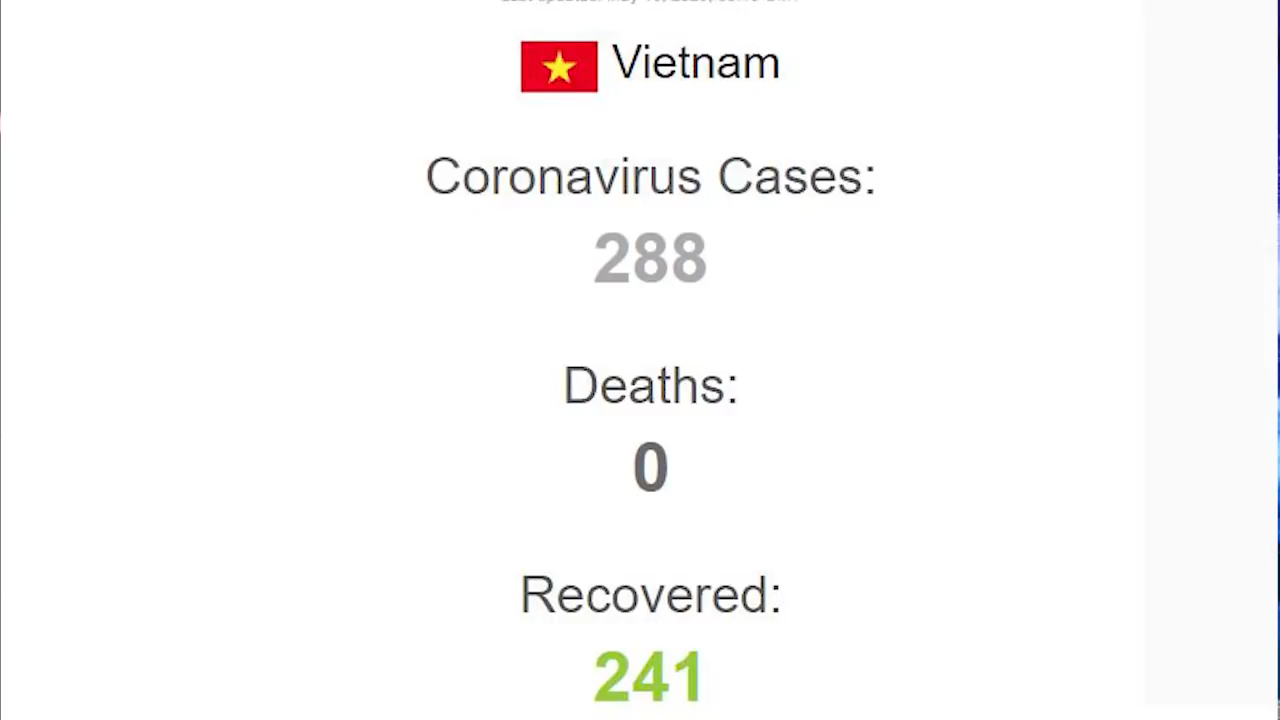 Vietnam
Coronavirus Cases:
288
Deaths:
0
Recovered:
241